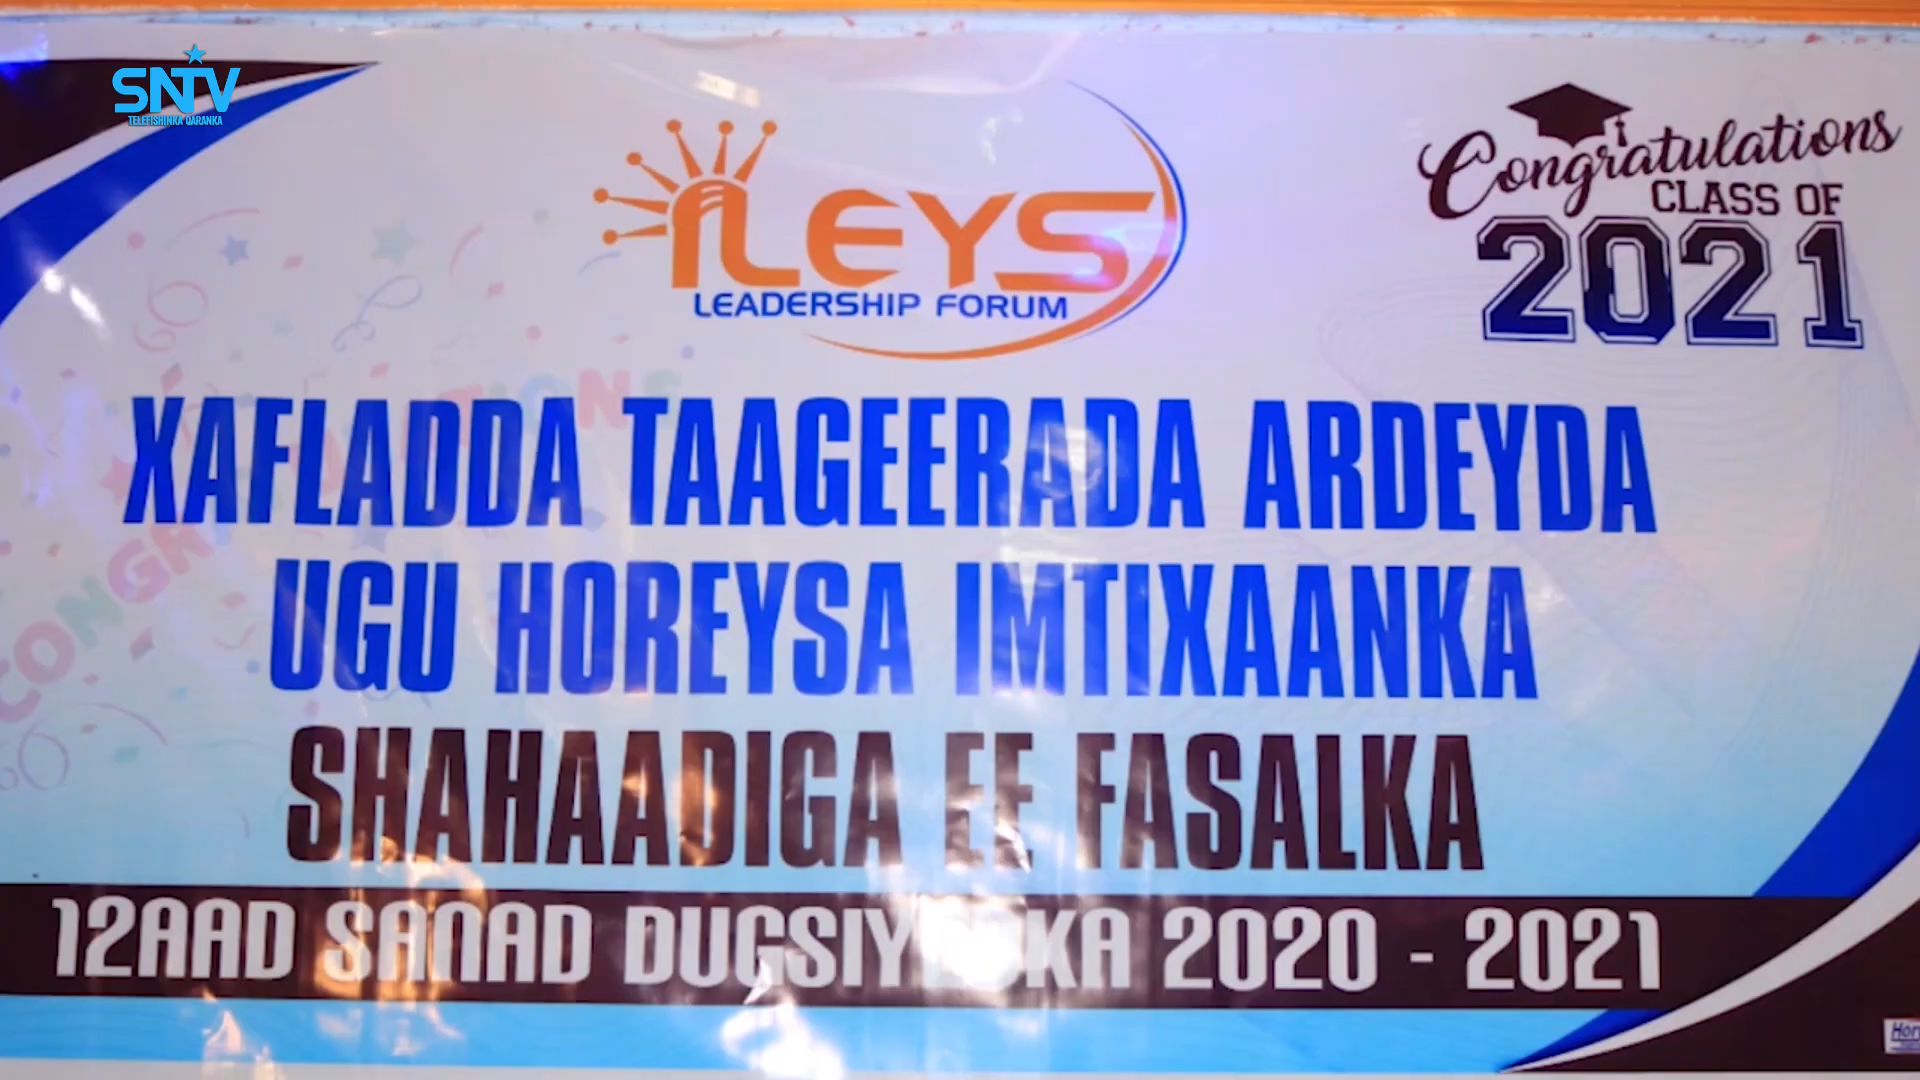 SNTV
TELEFISHINKA QARANKA
ILEYS
LEADERSHIP FORUM
Congratulations
CLASS OF
2021
XAFLADDA TAAGEERADA ARDEYDA
UGU HOREYSA IMTIXAANKA
SHAHAADIGA EE FASALKA
12AAD SANAD 2020 - 2021